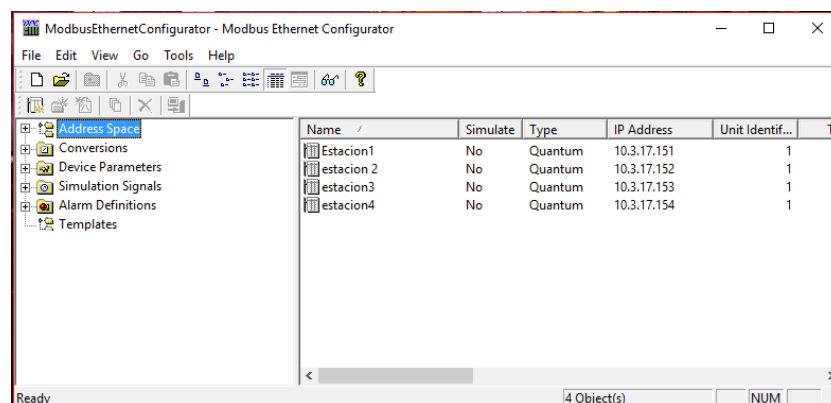 ModbusEthernetConfigurator - Modbus Ethernet Configurator
File Edit View Go Tools Help
Address Space
Conversions
Device Parameters
Simulation Signals
Alarm Definitions
Templates
Name Simulate Type IP Address Unit Identif... T
Estacion1 No Quantum 10.3.17.151 1
estacion 2 No Quantum 10.3.17.152 1
estacion3 No Quantum 10.3.17.153 1
estacion4 No Quantum 10.3.17.154 1
Ready 4 Object(s) NUM